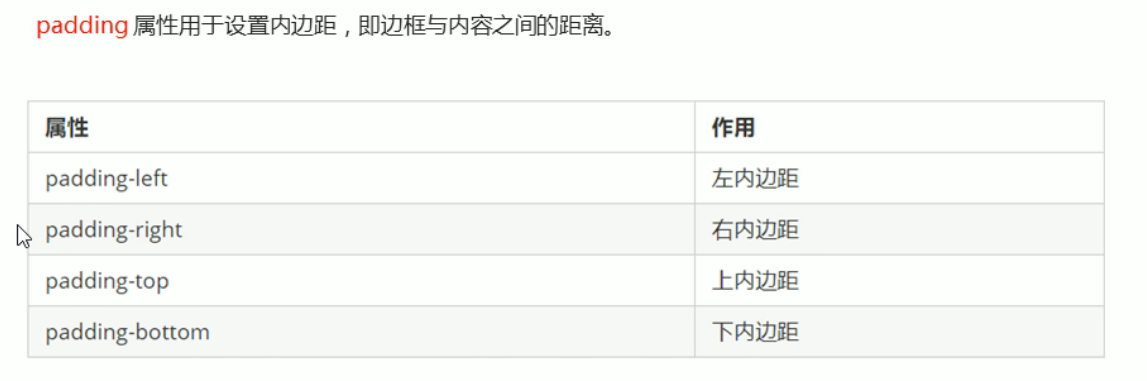 padding 属性用于设置内边距，即边框与内容之间的距离。
属性 作用
padding-left 左内边距
padding-right 右内边距
padding-top 上内边距
padding-bottom 下内边距